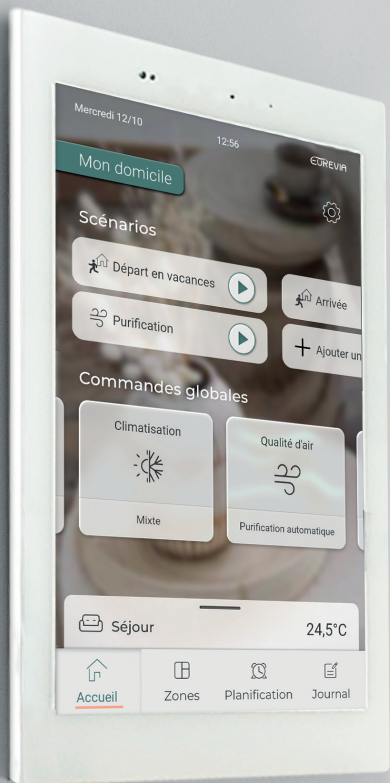 Mercredi 12/10
12:56
EUREVIA
Mon domicile
Scénarios
Départ en vacances
Arrivée
Purification
Ajouter un
Commandes globales
Climatisation
Mixte
Qualité d'air
Purification automatique
Séjour
24,5°C
Accueil
Zones
Planification
Journal